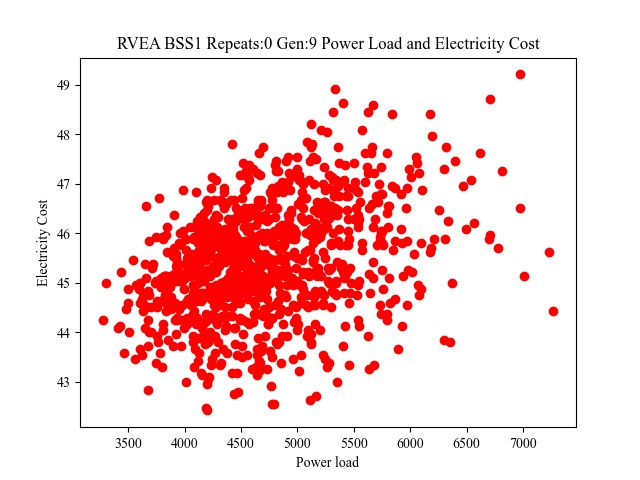 RVEA BSS1 Repeats:0 Gen:9 Power Load and Electricity Cost
49
48
47
46
45
44
43
Electricity Cost
3500 4000 4500 5000 5500 6000 6500 7000
Power load